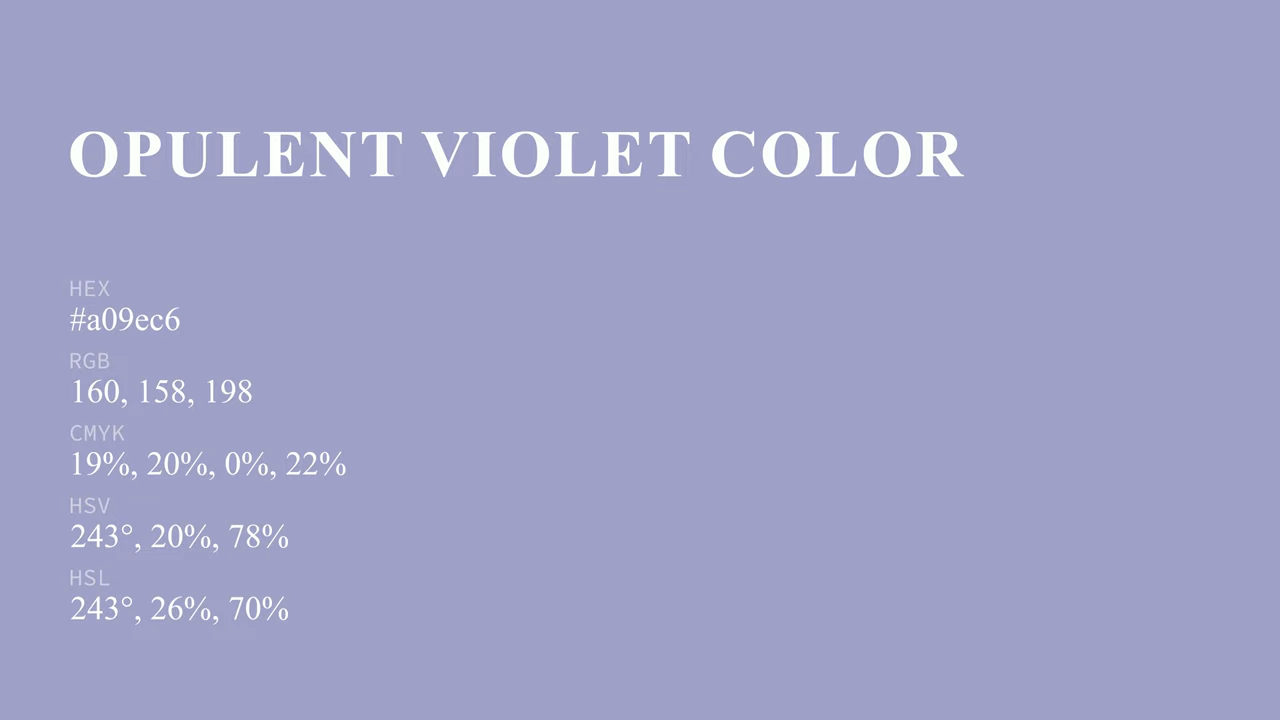 OPULENT VIOLET COLOR
HEX
#a09ec6
RGB
160, 158, 198
CMYK
19%, 20%, 0%, 22%
HSV
243°, 20%, 78%
HSL
243°, 26%, 70%